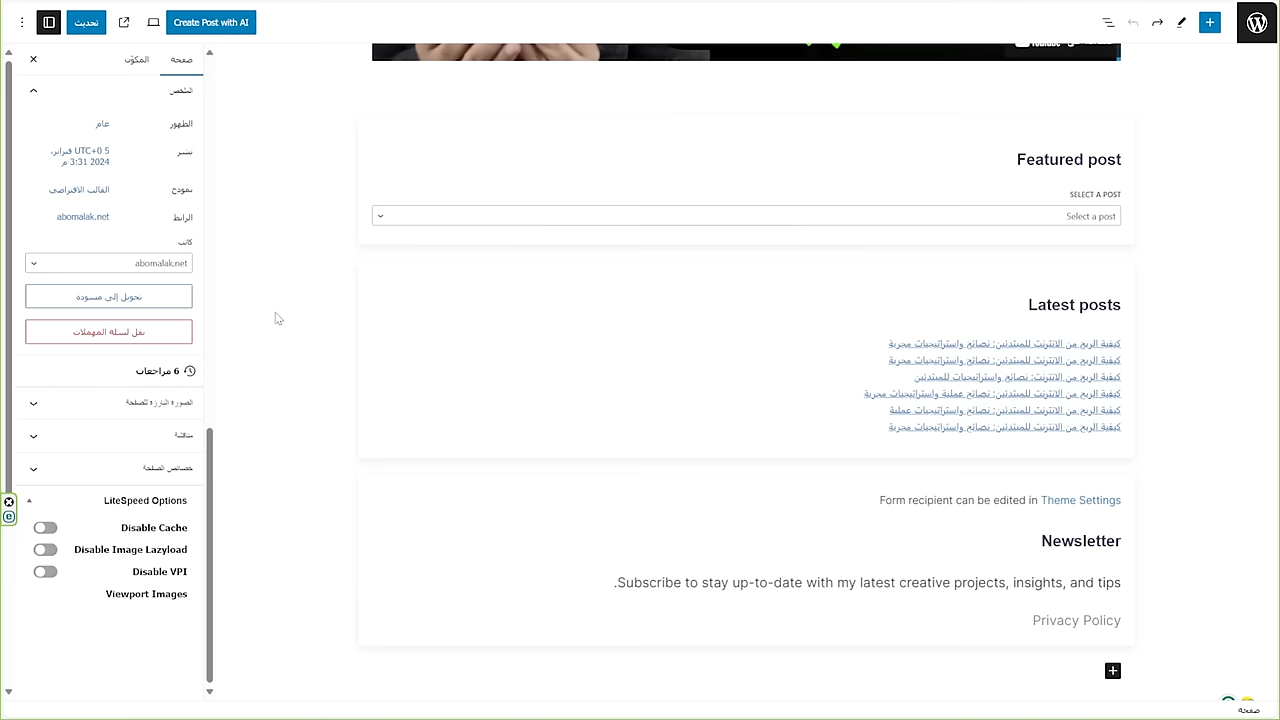 تحديث
Create Post with AI
صفحة
المكوّن
الملخص
الظهور
عام
نشر
5 فبراير، UTC+0
2024 3:31 م
نموذج
القالب الافتراضي
الرابط
abomalak.net
كاتب
abomalak.net
تحويل إلى مسودة
نقل لسلة المهملات
6 مراجعات
الصورة البارزة للصفحة
مناقشة
خصائص الصفحة
LiteSpeed Options
Disable Cache
Disable Image Lazyload
Disable VPI
Viewport Images
Featured post
SELECT A POST
Select a post
Latest posts
كيفية الربح من الانترنت للمبتدئين: نصائح واستراتيجيات مجربة
كيفية الربح من الانترنت للمبتدئين: نصائح واستراتيجيات مجربة
كيفية الربح من الانترنت: نصائح واستراتيجيات للمبتدئين
كيفية الربح من الانترنت للمبتدئين: نصائح عملية واستراتيجيات مجربة
كيفية الربح من الانترنت للمبتدئين: نصائح واستراتيجيات عملية
كيفية الربح من الانترنت للمبتدئين: نصائح واستراتيجيات مجربة
Form recipient can be edited in Theme Settings
Newsletter
Subscribe to stay up-to-date with my latest creative projects, insights, and tips.
Privacy Policy
صفحة